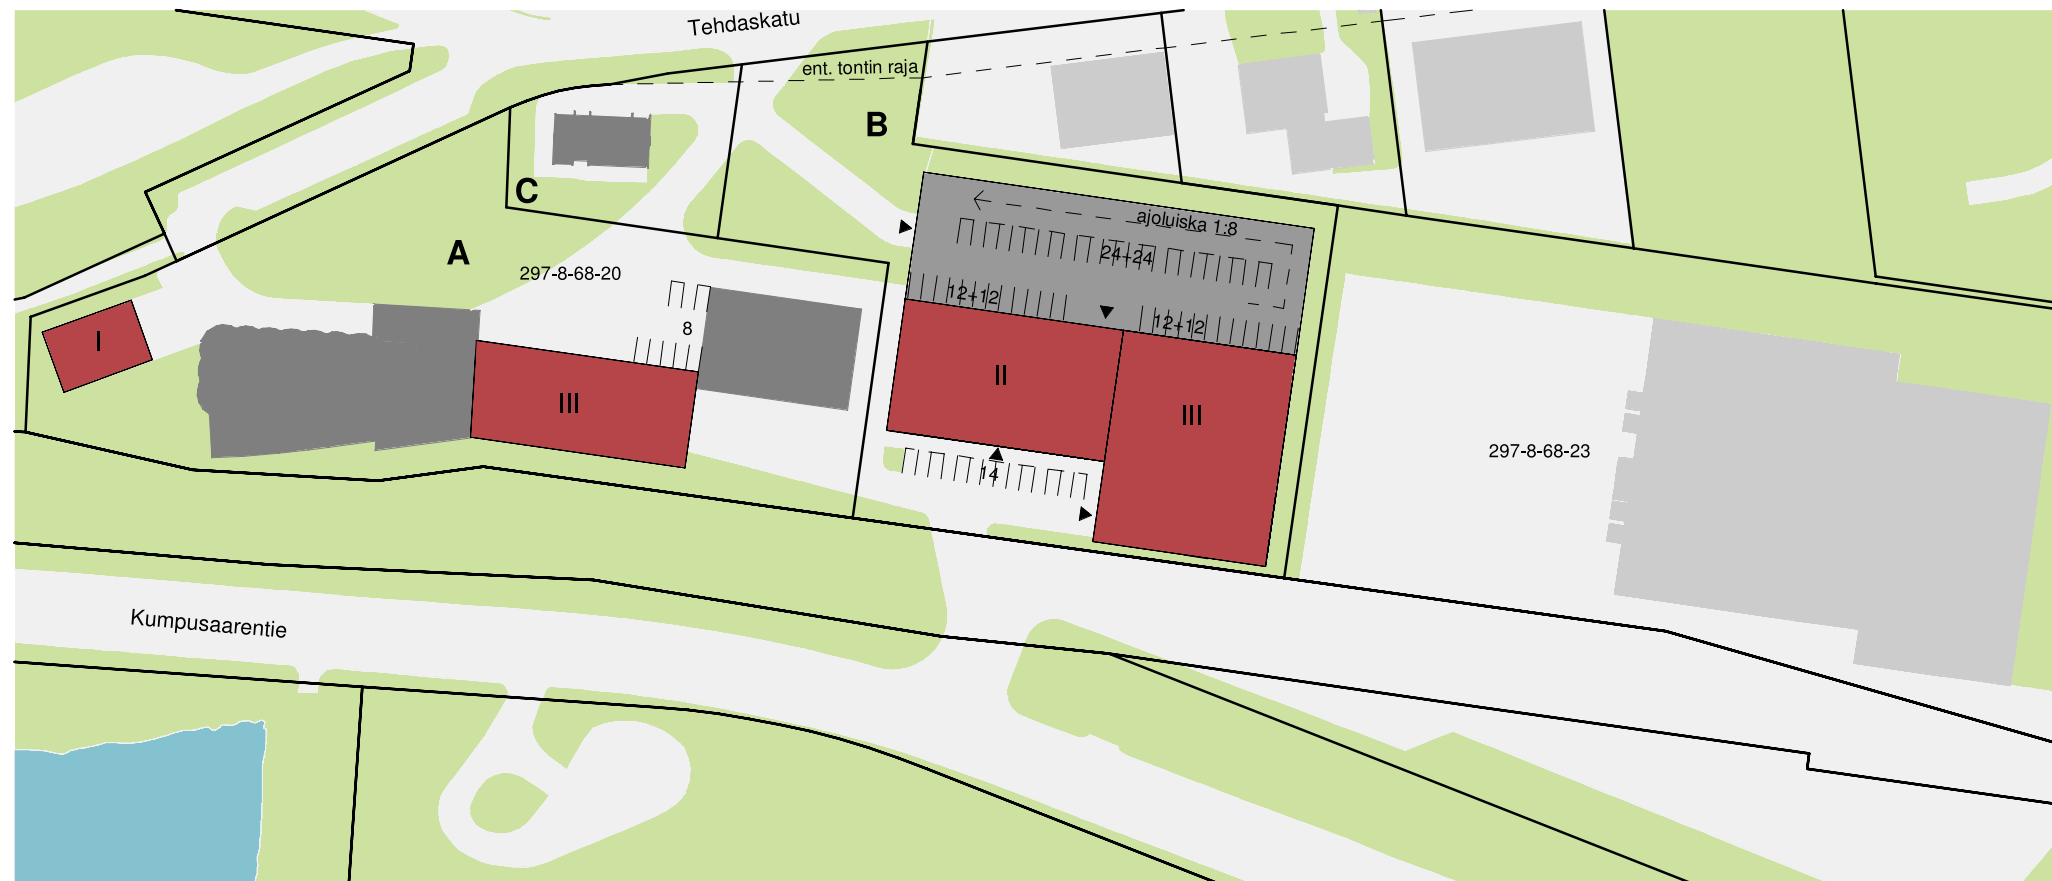 Tehdaskatu
ent. tontin raja
B
C
A
ajoluiska 1:8
24+24
297-8-68-20
12+12
12+12
8
I
II
III
III
14
297-8-68-23
Kumpusaarentie